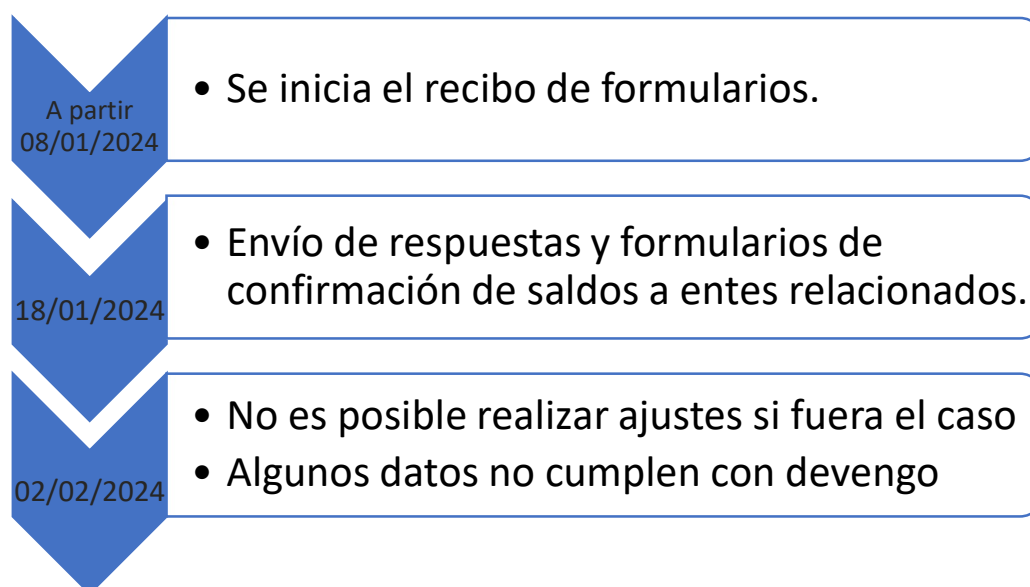 A partir
08/01/2024
• Se inicia el recibo de formularios.
18/01/2024
• Envío de respuestas y formularios de
confirmación de saldos a entes relacionados.
02/02/2024
• No es posible realizar ajustes si fuera el caso
• Algunos datos no cumplen con devengo